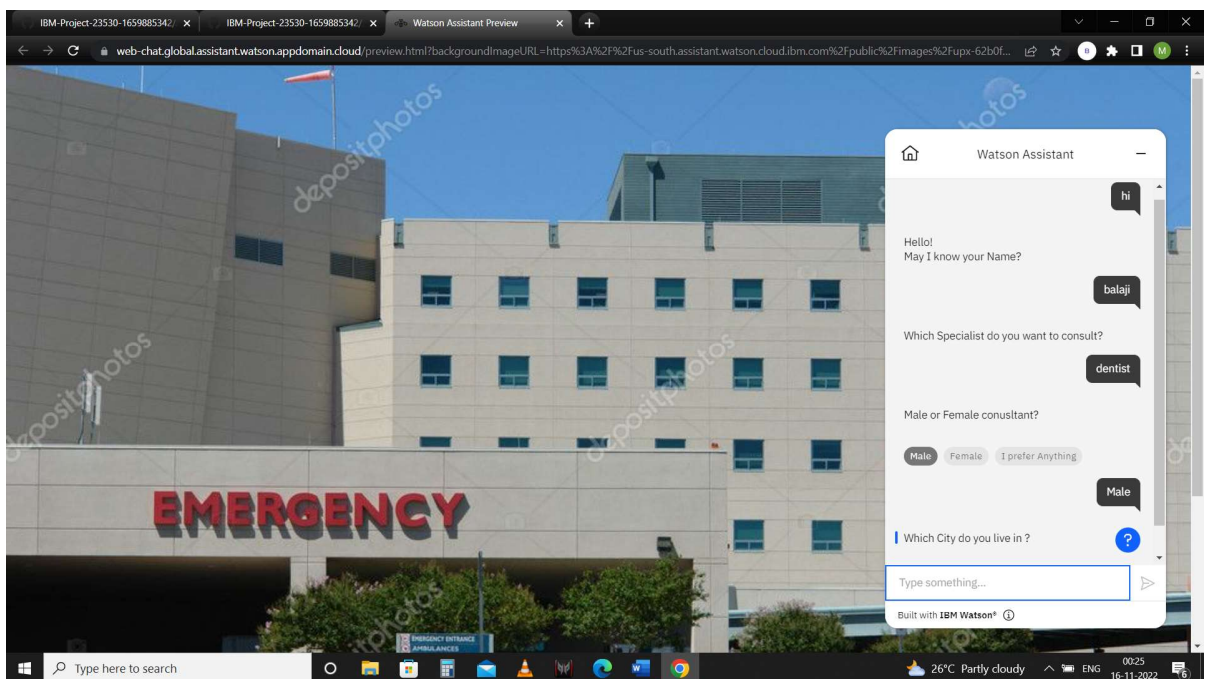 IBM-Project-23530-1659885342/
IBM-Project-23530-1659885342/
Watson Assistant Preview
web-chat.global.assistant.watson.appdomain.cloud/preview.html?backgroundImageURL=https%3A%2F%2Fus-south.assistant.watson.cloud.ibm.com%2Fpublic%2Fimages%2Fupx-62b0f...
B
M
depositphotos
Watson Assistant
hi
Hello!
May I know your Name?
balaji
Which Specialist do you want to consult?
dentist
Male or Female conusltant?
Male Female I prefer Anything
Male
Which City do you live in ?
?
Type something...
Built with IBM Watson®
depositphotos
depositphotos
EMERGENCY
EMERGENCY ENTRANCE
AMBULANCES
Type here to search
W
26°C Partly cloudy
ENG
00:25
16-11-2022
6